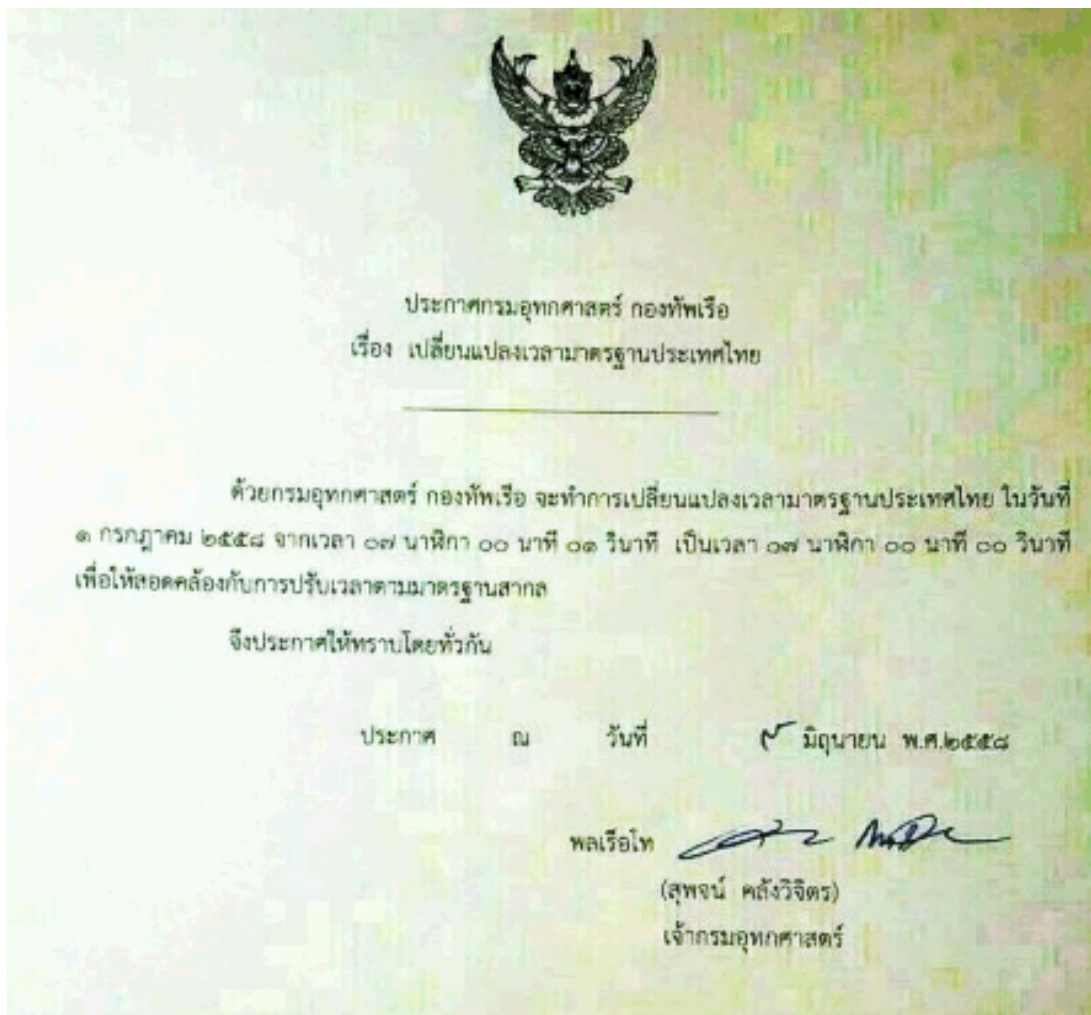 ประกาศกรมอุทกศาสตร์ กองทัพเรือ
เรื่อง เปลี่ยนแปลงเวลามาตรฐานประเทศไทย
ด้วยกรมอุทกศาสตร์ กองทัพเรือ จะทำการเปลี่ยนแปลงเวลามาตรฐานประเทศไทย ในวันที่
๑ กรกฎาคม ๒๕๕๘ จากเวลา ๐๗ นาฬิกา ๐๐ นาที ๐๑ วินาที เป็นเวลา ๐๗ นาฬิกา ๐๐ นาที ๐๐ วินาที
เพื่อให้สอดคล้องกับการปรับเวลาตามมาตรฐานสากล
จึงประกาศให้ทราบโดยทั่วกัน
ประกาศ ณ วันที่ ๙ มิถุนายน พ.ศ.๒๕๕๘
พลเรือโท
(สุพจน์ คลังวิจิตร)
เจ้ากรมอุทกศาสตร์